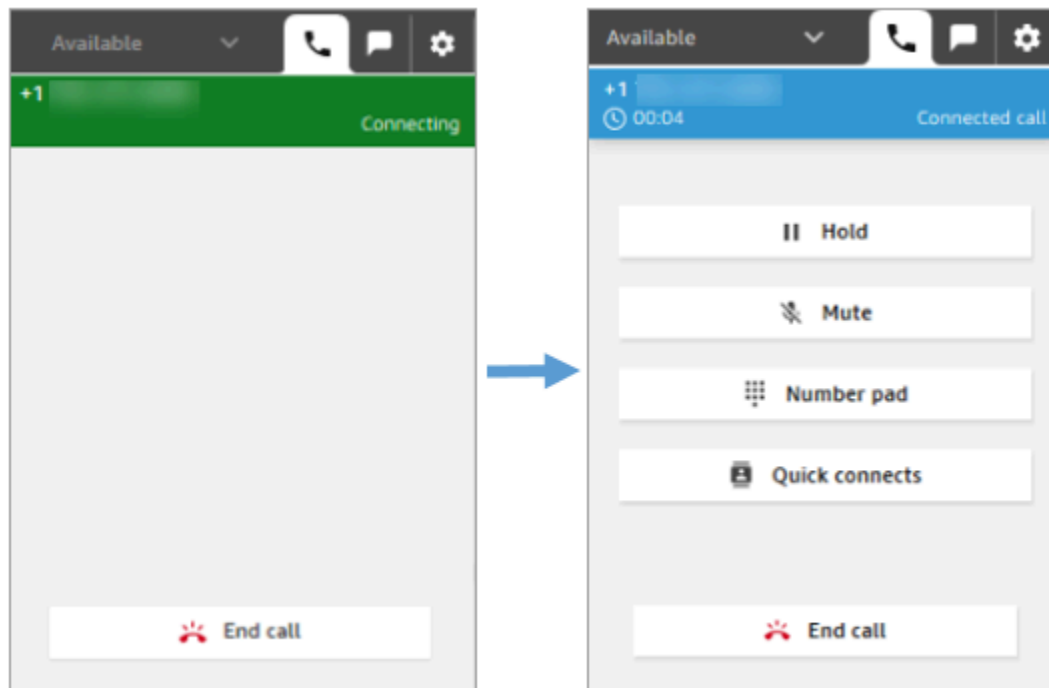 Available
+1
Connecting
End call
Available
+1
00:04 Connected call
Hold
Mute
Number pad
Quick connects
End call